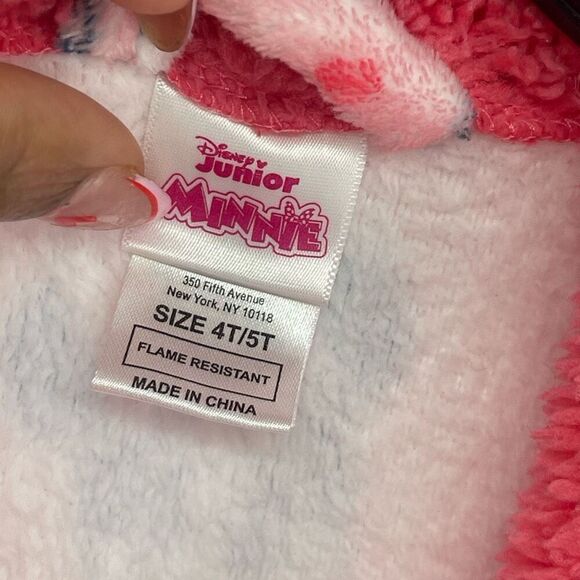 Disney
Junior
MINNIE
350 Fifth Avenue
New York, NY 10118
SIZE 4T/5T
FLAME RESISTANT
MADE IN CHINA